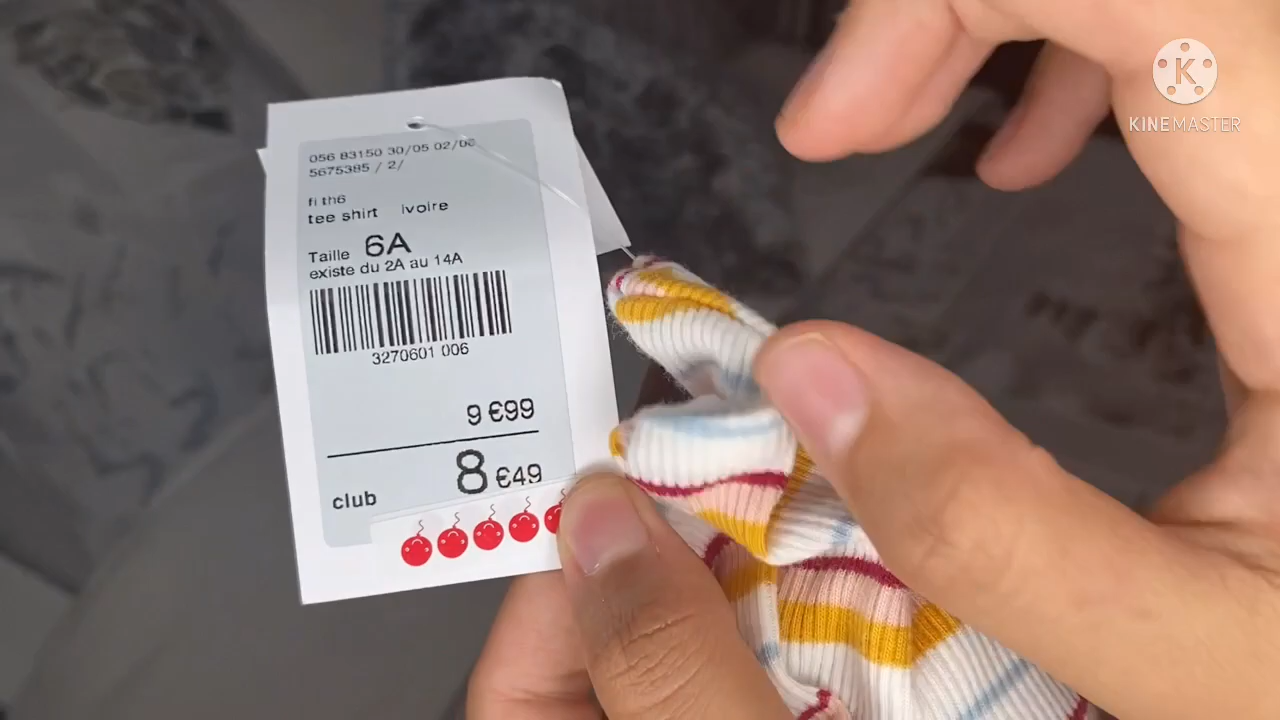 056 83150 30/05 02/06
5675385 / 2/
fi th6
tee shirt ivoire
Taille 6A
existe du 2A au 14A
3270601 006
9 €99
8 €49
club
K
KINEMASTER